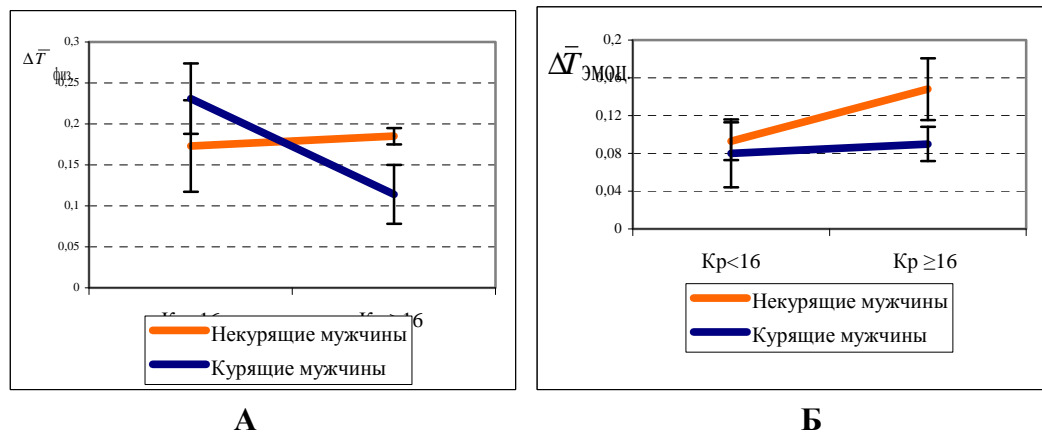 0,3
ΔT̅
физ
0,25
0,2
0,15
0,1
0,05
0
Некурящие мужчины
Курящие мужчины
А
0,2
ΔT̅эмоц.
0,16
0,12
0,08
0,04
0
Кр<16
Кр ≥16
Некурящие мужчины
Курящие мужчины
Б